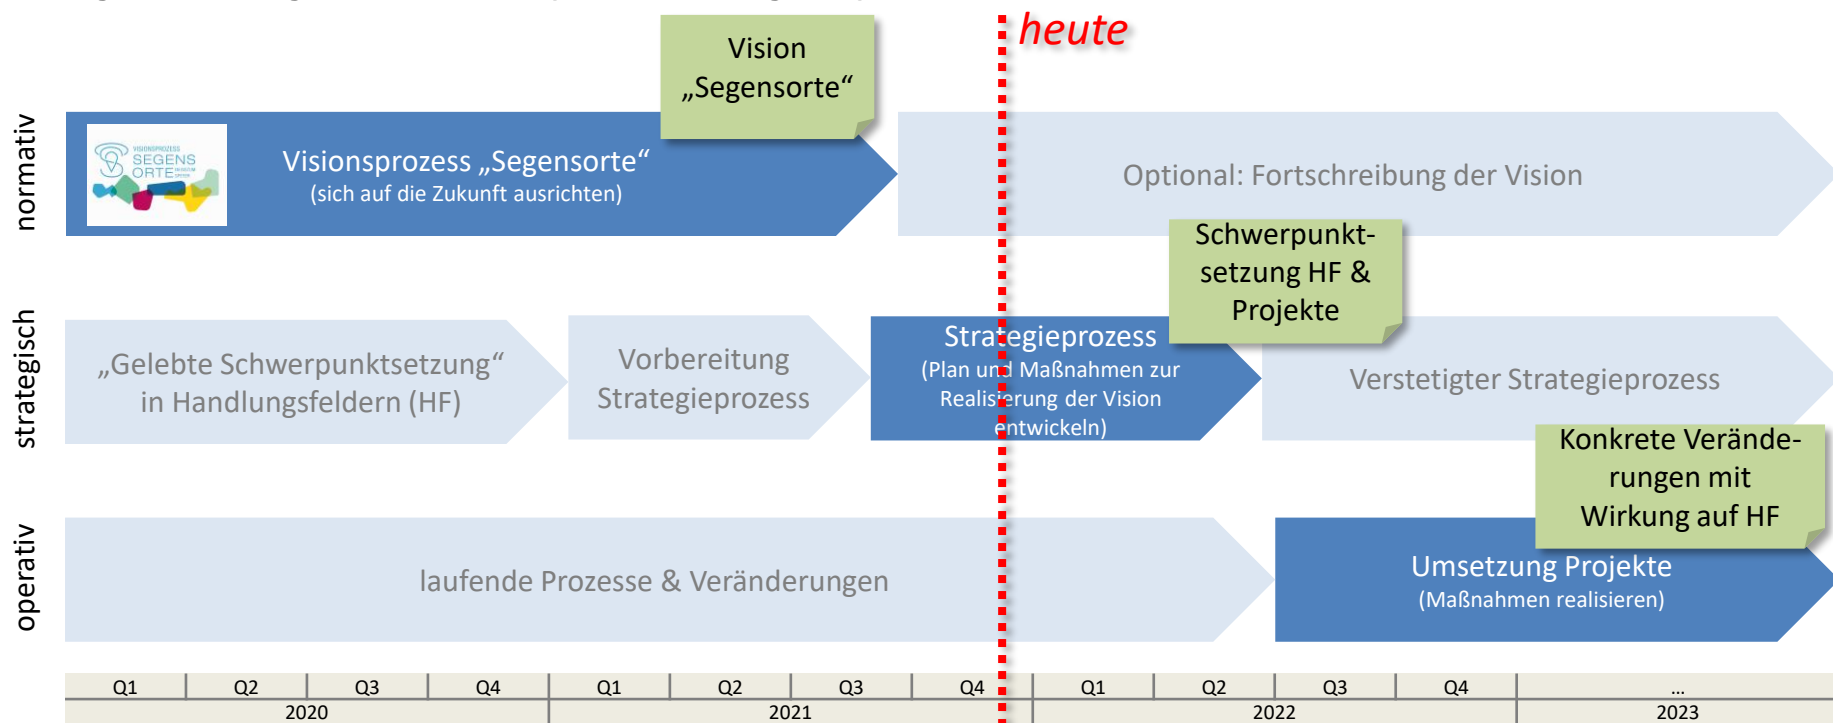 heute
Vision
„Segensorte“
normativ
VISIONSPROZESS
SEGENS
ORTE
Visionsprozess „Segensorte“
(sich auf die Zukunft ausrichten)
Optional: Fortschreibung der Vision
Schwerpunkt-
setzung HF &
Projekte
strategisch
„Gelebte Schwerpunktsetzung“
in Handlungsfeldern (HF)
Vorbereitung
Strategieprozess
Strategieprozess
(Plan und Maßnahmen zur
Realisierung der Vision
entwickeln)
Verstetigter Strategieprozess
Konkrete Verände-
rungen mit
Wirkung auf HF
operativ
laufende Prozesse & Veränderungen
Umsetzung Projekte
(Maßnahmen realisieren)
Q1 Q2 Q3 Q4 Q1 Q2 Q3 Q4 Q1 Q2 Q3 Q4 ...
2020 2021 2022 2023